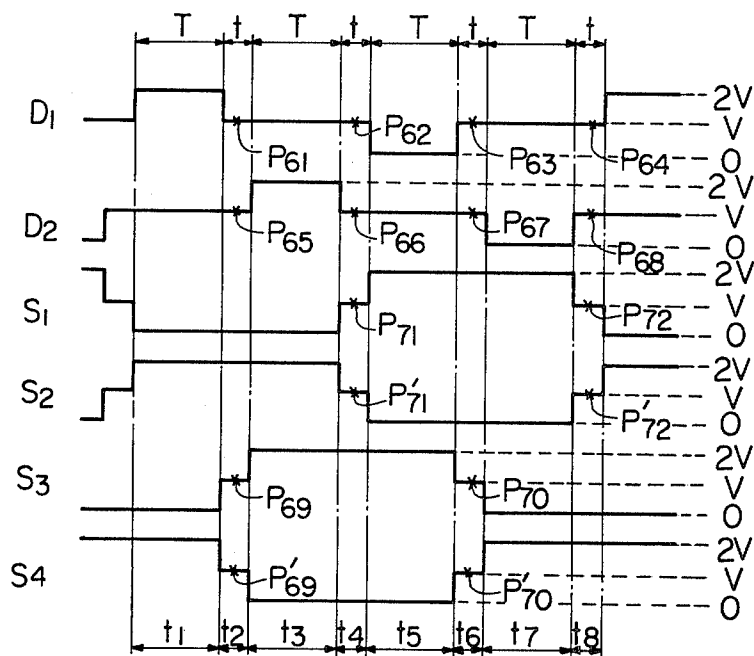 T t T t T t T t
D1 P61 P62 P63 P64 2V V 0
D2 P65 P66 P67 P68 2V V 0
S1 P71 P72 2V V 0
S2 P'71 P'72 2V V 0
S3 P69 P70 2V V 0
S4 P'69 P'70 2V V 0
t1 t2 t3 t4 t5 t6 t7 t8